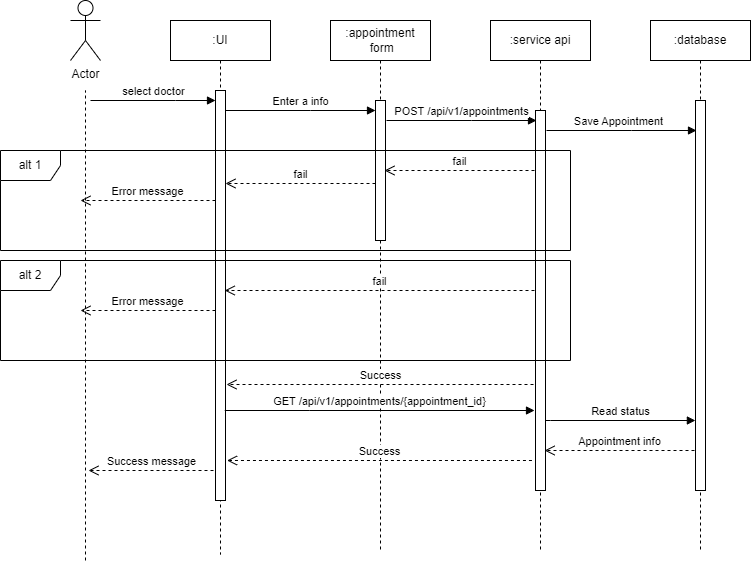 :UI
:appointment
form
:service api
:database
Actor
select doctor
Enter a info
POST /api/v1/appointments
Save Appointment
alt 1
fail
fail
Error message
alt 2
fail
Error message
Success
GET /api/v1/appointments/{appointment_id}
Read status
Appointment info
Success
Success message